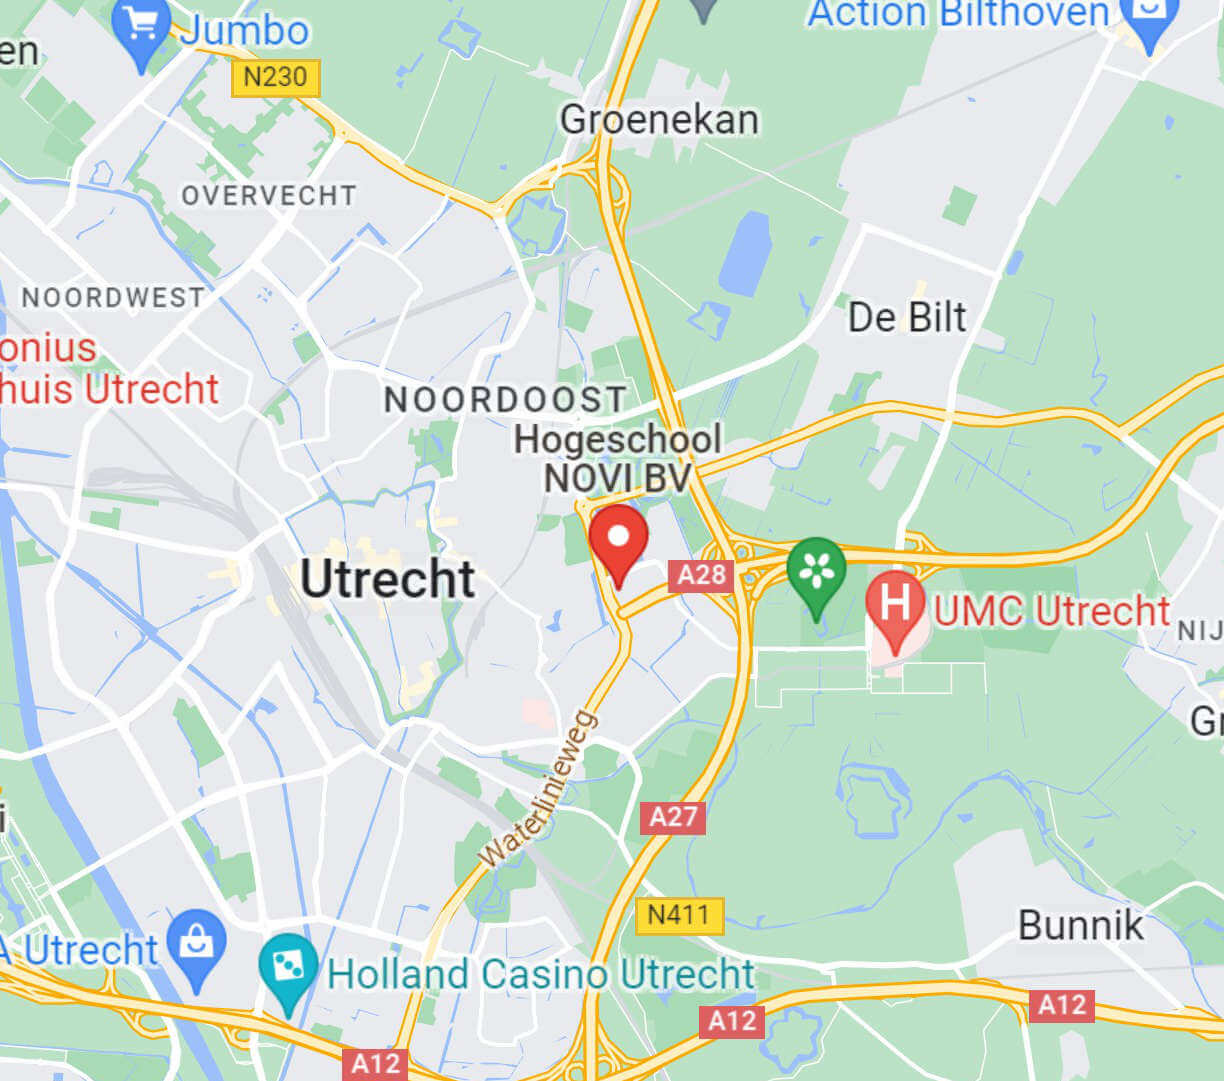 Jumbo
Action Bilthoven
en
N230
Groenekan
OVERVECHT
NOORDWEST
De Bilt
onius
huis Utrecht
NOORDOOST
Hogeschool
NOVI BV
Utrecht
A28
UMC Utrecht
NIJ
Gr
Waterlinieweg
A27
i
N411
Bunnik
A Utrecht
Holland Casino Utrecht
A12
A12
A12